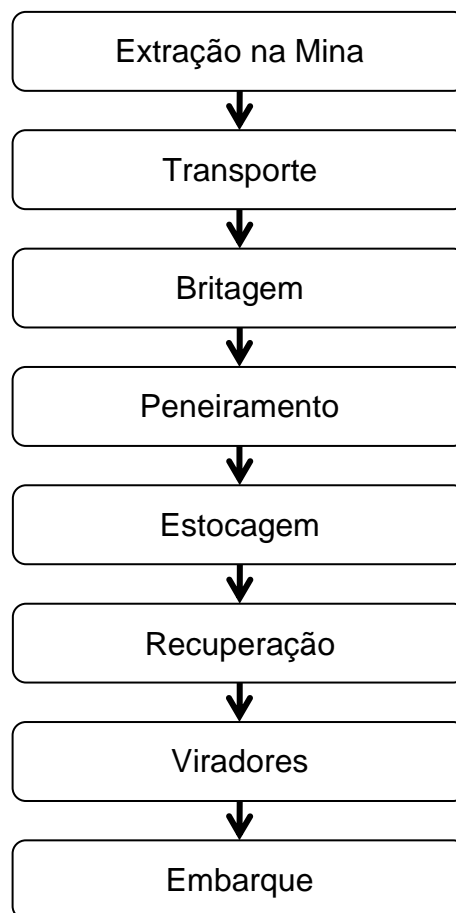 Extração na Mina
Transporte
Britagem
Peneiramento
Estocagem
Recuperação
Viradores
Embarque